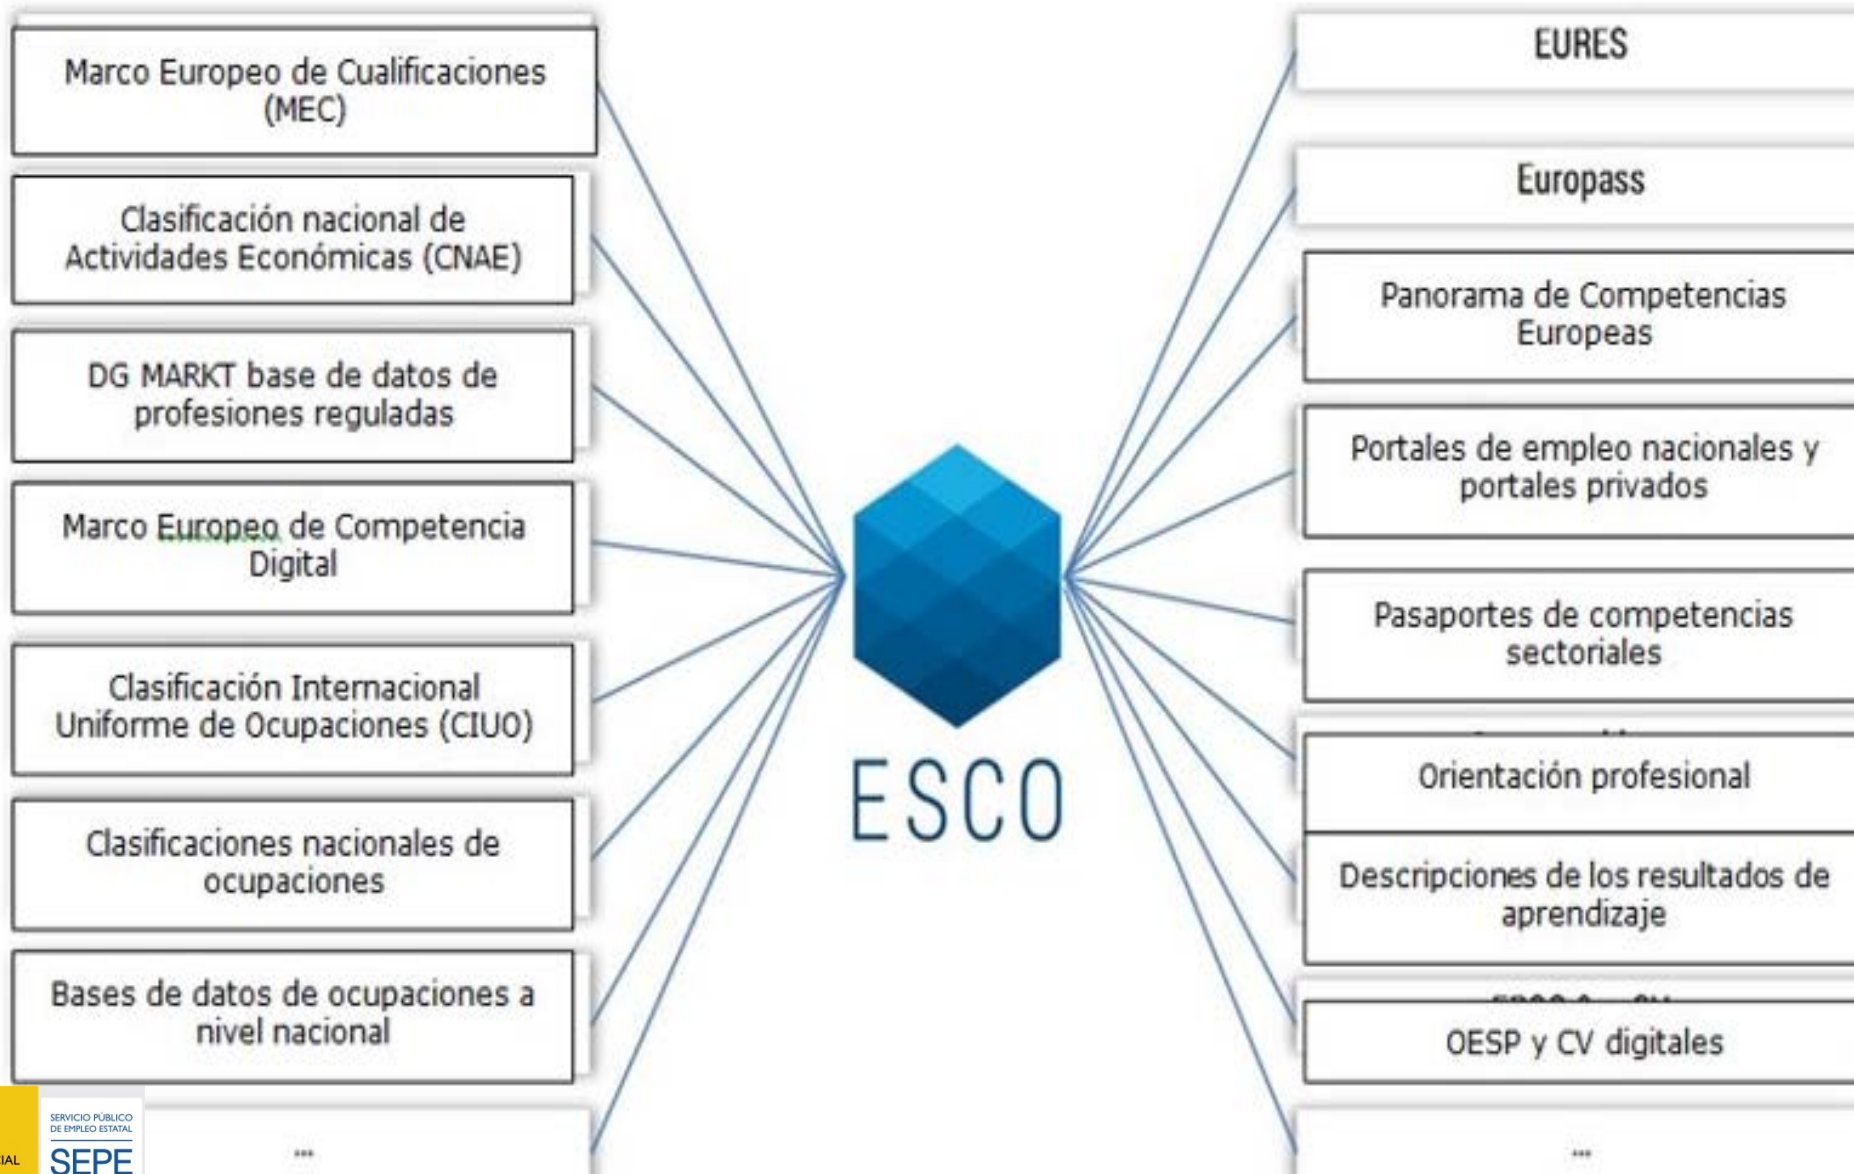 Marco Europeo de Cualificaciones
(MEC)
Clasificación nacional de
Actividades Económicas (CNAE)
DG MARKT base de datos de
profesiones reguladas
Marco Europeo de Competencia
Digital
Clasificación Internacional
Uniforme de Ocupaciones (CIUO)
Clasificaciones nacionales de
ocupaciones
Bases de datos de ocupaciones a
nivel nacional
...
ESCO
EURES
Europass
Panorama de Competencias
Europeas
Portales de empleo nacionales y
portales privados
Pasaportes de competencias
sectoriales
Orientación profesional
Descripciones de los resultados de
aprendizaje
OESP y CV digitales
...
SERVICIO PÚBLICO
DE EMPLEO ESTATAL
SEPE